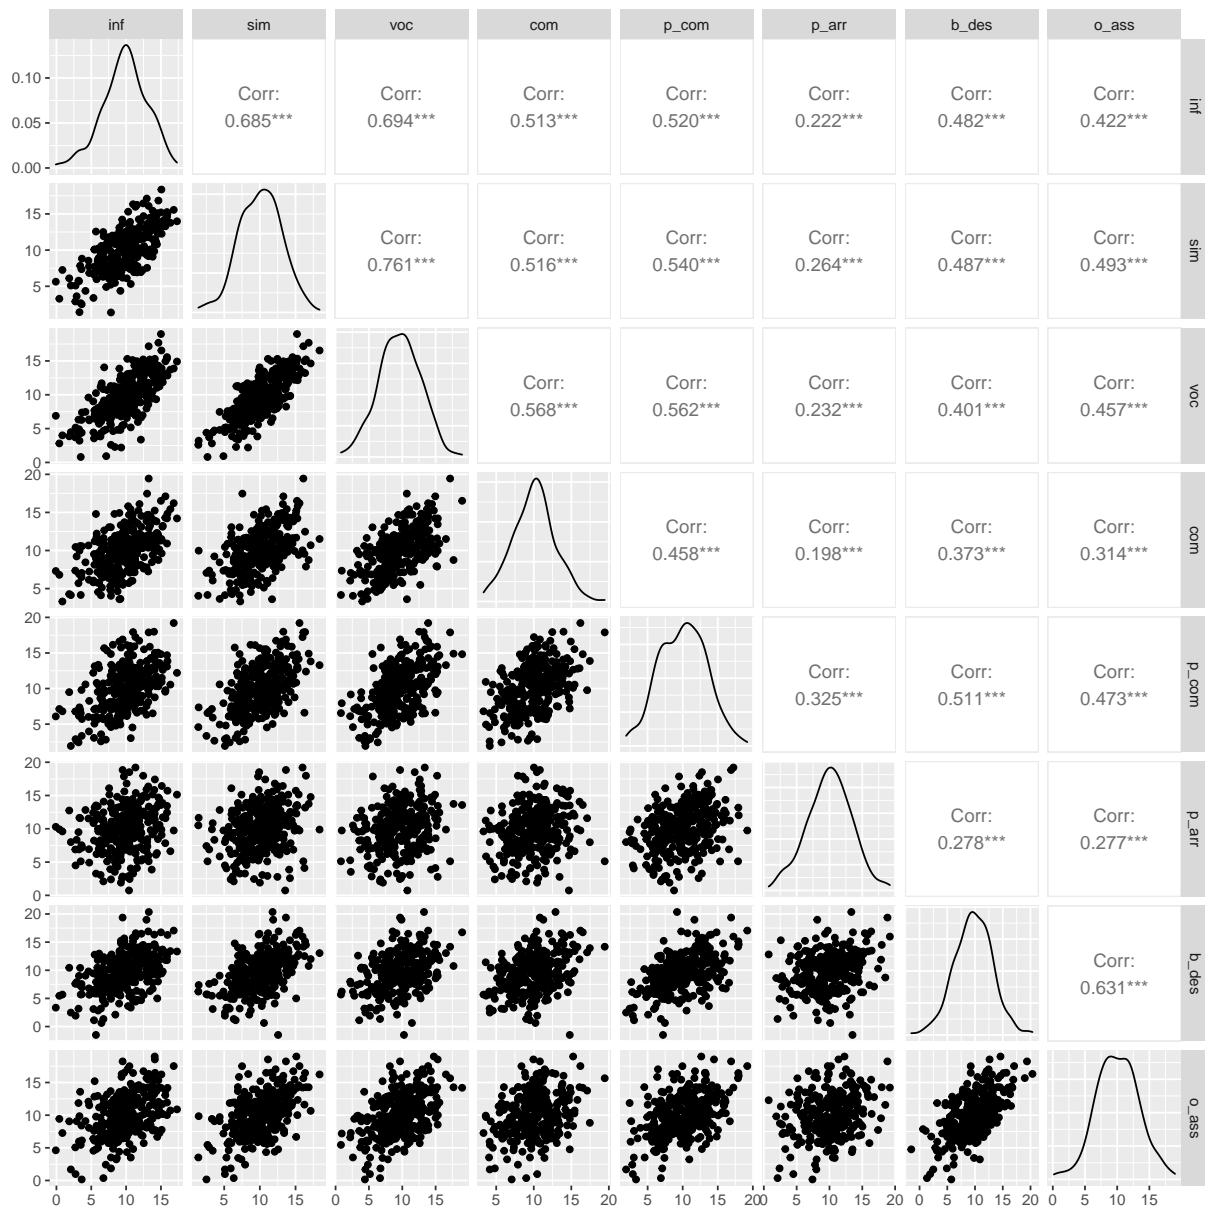 inf sim voc com p_com p_arr b_des o_ass
0.10
0.05
0.00
Corr: Corr: Corr: Corr: Corr: Corr: Corr:
0.685*** 0.694*** 0.513*** 0.520*** 0.222*** 0.482*** 0.422***
inf
15
10
5
Corr: Corr: Corr: Corr: Corr: Corr:
0.761*** 0.516*** 0.540*** 0.264*** 0.487*** 0.493***
sim
15
10
5
0
Corr: Corr: Corr: Corr: Corr:
0.568*** 0.562*** 0.232*** 0.401*** 0.457***
voc
20
15
10
5
Corr: Corr: Corr: Corr:
0.458*** 0.198*** 0.373*** 0.314***
com
20
15
10
5
Corr: Corr: Corr:
0.325*** 0.511*** 0.473***
p_com
20
15
10
5
0
Corr: Corr:
0.278*** 0.277***
p_arr
20
15
10
5
0
Corr:
0.631***
b_des
15
10
5
0
o_ass
0 5 10 15 5 10 15 0 5 10 15 5 10 15 20 5 10 15 20 0 5 10 15 20 0 5 10 15 20 0 5 10 15